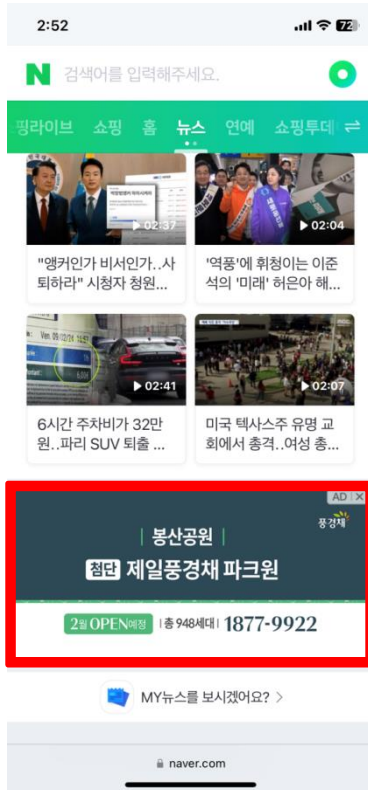 2:52
72
N 검색어를 입력해주세요.
핑라이브 쇼핑 홈 뉴스 연예 쇼핑투데
02:37
02:04
"앵커인가 비서인가..사
퇴하라" 시청자 청원...
'역풍'에 휘청이는 이준
석의 '미래' 허은아 해...
Ven. 09/02/24 16:57
02:41
02:07
6시간 주차비가 32만
원..파리 SUV 퇴출 ...
미국 텍사스주 유명 교
회에서 총격..여성 총...
AD X
풍경채
봉산공원
첨단 제일풍경채 파크원
2월 OPEN예정 총 948세대 1877-9922
MY뉴스를 보시겠어요? >
naver.com